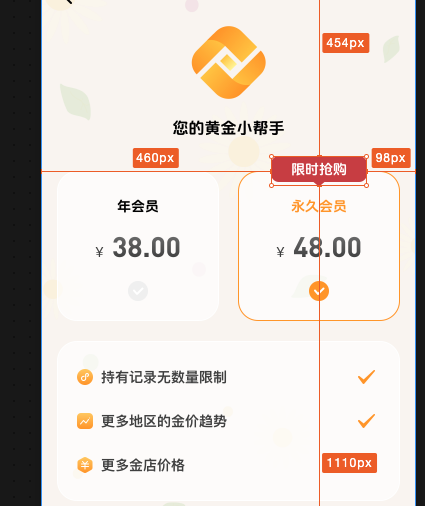 454px
您的黄金小帮手
460px
98px
限时抢购
年会员
永久会员
¥ 38.00
¥ 48.00
持有记录无数量限制
更多地区的金价趋势
更多金店价格
1110px